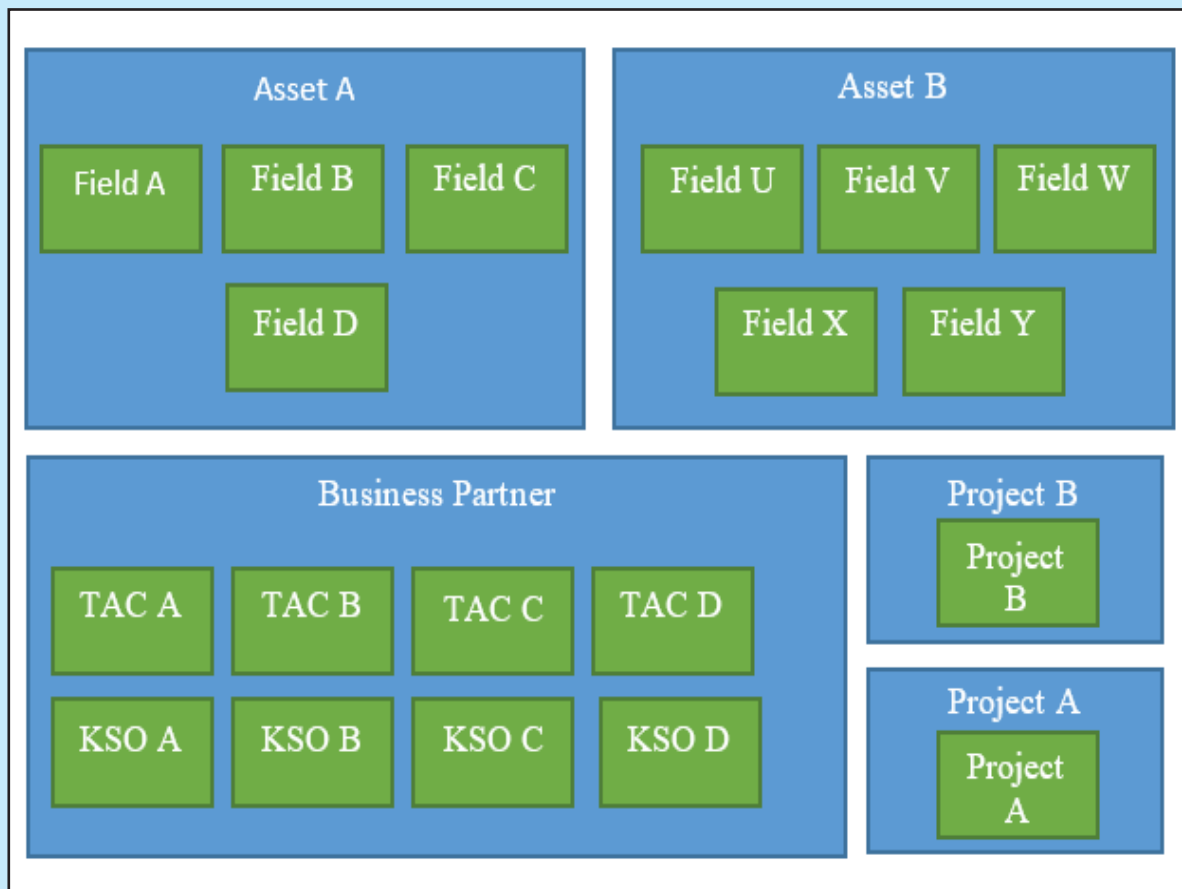 Asset A
Field A
Field B
Field C
Field D
Asset B
Field U
Field V
Field W
Field X
Field Y
Business Partner
TAC A
TAC B
TAC C
TAC D
KSO A
KSO B
KSO C
KSO D
Project B
Project
B
Project A
Project
A